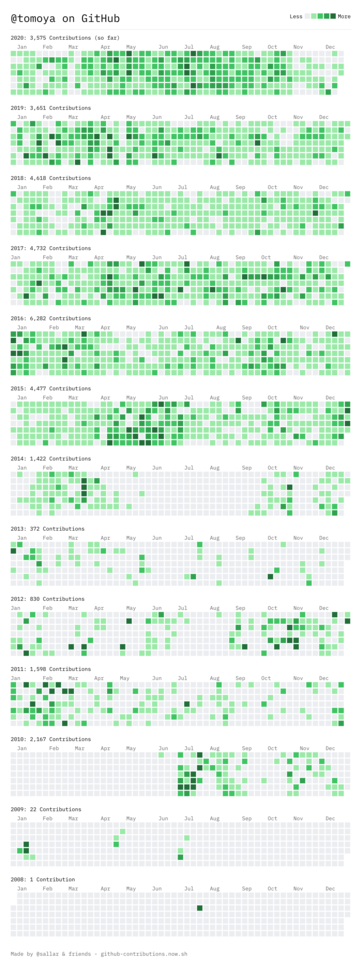 @tomoya on GitHub
Less More
2020: 3,575 Contributions (so far)
Jan Feb Mar Apr May Jun Jul Aug Sep Oct Nov Dec
2019: 3,651 Contributions
Jan Feb Mar Apr May Jun Jul Aug Sep Oct Nov Dec
2018: 4,618 Contributions
Jan Feb Mar Apr May Jun Jul Aug Sep Oct Nov Dec
2017: 4,732 Contributions
Jan Feb Mar Apr May Jun Jul Aug Sep Oct Nov Dec
2016: 6,282 Contributions
Jan Feb Mar Apr May Jun Jul Aug Sep Oct Nov Dec
2015: 4,477 Contributions
Jan Feb Mar Apr May Jun Jul Aug Sep Oct Nov Dec
2014: 1,422 Contributions
Jan Feb Mar Apr May Jun Jul Aug Sep Oct Nov Dec
2013: 372 Contributions
Jan Feb Mar Apr May Jun Jul Aug Sep Oct Nov Dec
2012: 830 Contributions
Jan Feb Mar Apr May Jun Jul Aug Sep Oct Nov Dec
2011: 1,598 Contributions
Jan Feb Mar Apr May Jun Jul Aug Sep Oct Nov Dec
2010: 2,167 Contributions
Jan Feb Mar Apr May Jun Jul Aug Sep Oct Nov Dec
2009: 22 Contributions
Jan Feb Mar Apr May Jun Jul Aug Sep Oct Nov Dec
2008: 1 Contribution
Jan Feb Mar Apr May Jun Jul Aug Sep Oct Nov Dec
Made by @sallar & friends · github-contributions.now.sh